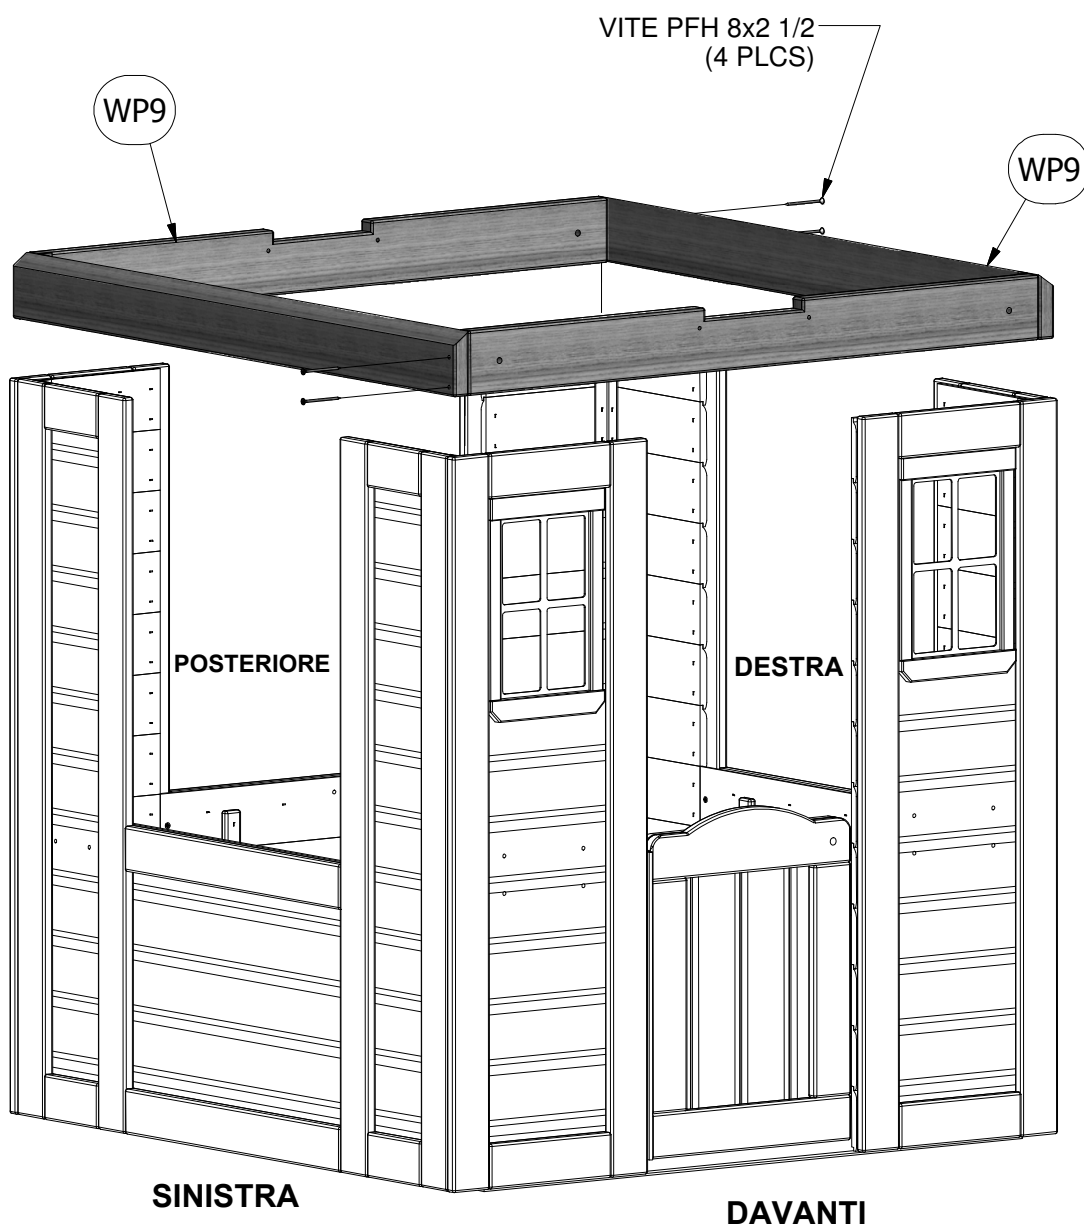 VITE PFH 8x2 1/2
(4 PLCS)
WP9
WP9
POSTERIORE
DESTRA
SINISTRA
DAVANTI